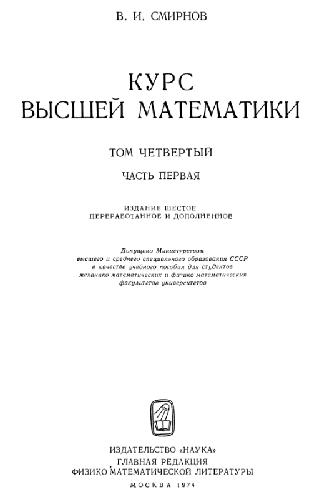 В. И. СМИРНОВ
КУРС
ВЫСШЕЙ МАТЕМАТИКИ
ТОМ ЧЕТВЕРТЫЙ
ЧАСТЬ ПЕРВАЯ
ИЗДАНИЕ ШЕСТОЕ
ПЕРЕРАБОТАННОЕ И ДОПОЛНЕННОЕ
Допущено Министерством
высшего и среднего специального образования СССР
в качестве учебного пособия для студентов
механико математических и физико математических
факультетов университетов
ИЗДАТЕЛЬСТВО «НАУКА»
ГЛАВНАЯ РЕДАКЦИЯ
ФИЗИКО МАТЕМАТИЧЕСКОЙ ЛИТЕРАТУРЫ
МОСКВА 1974